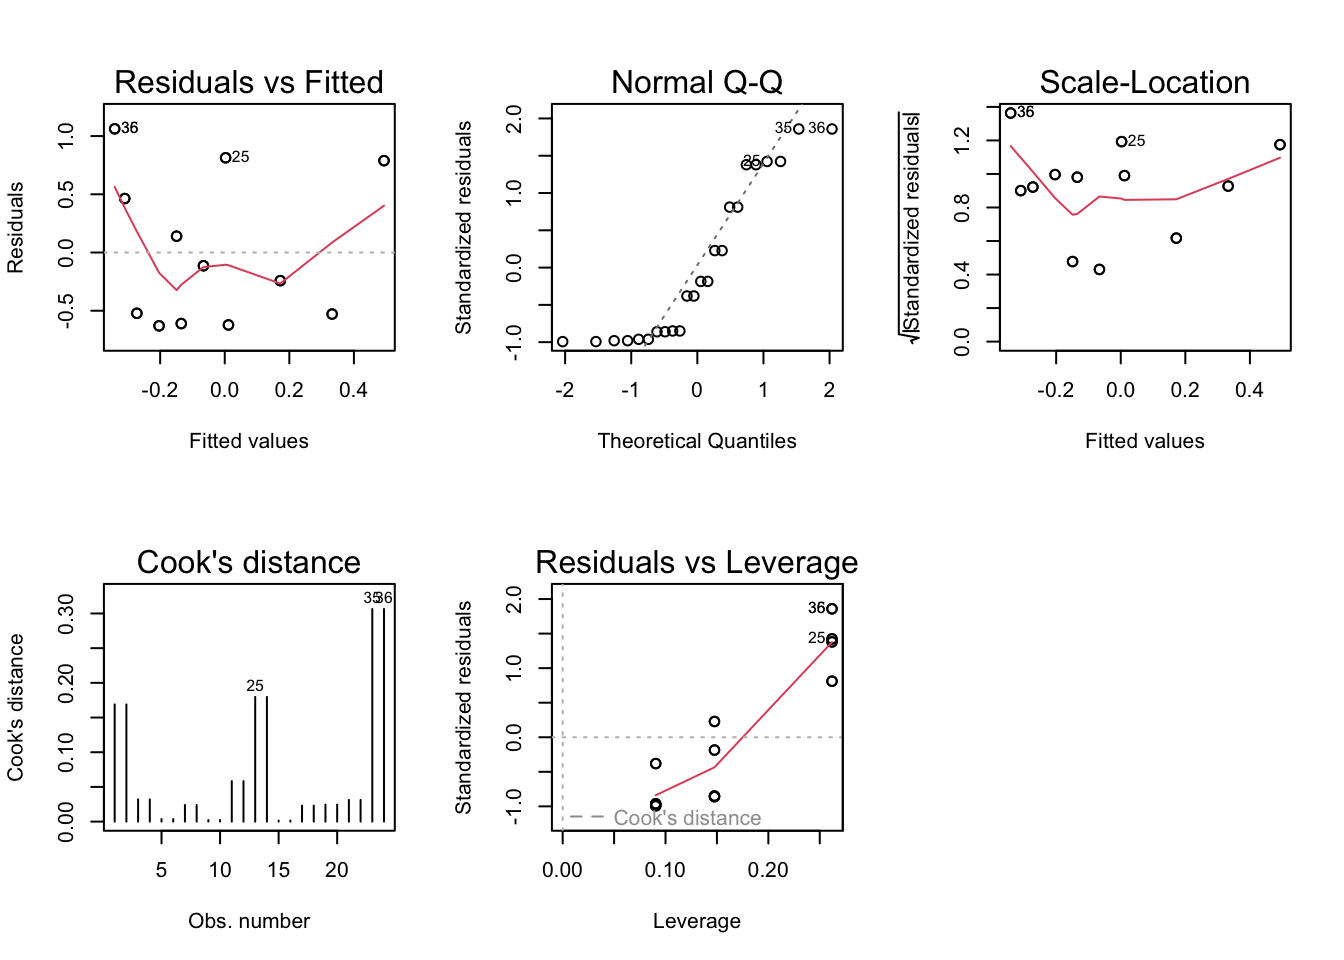 Residuals vs Fitted
Residuals
1.0
0.5
0.0
-0.5
36
25
-0.2 0.0 0.2 0.4
Fitted values
Normal Q-Q
Standardized residuals
2.0
1.0
0.0
-1.0
35 36
25
-2 -1 0 1 2
Theoretical Quantiles
Scale-Location
√|Standardized residuals|
1.2
0.8
0.4
0.0
36
25
-0.2 0.0 0.2 0.4
Fitted values
Cook's distance
Cook's distance
0.30
0.20
0.10
0.00
35 36
25
5 10 15 20
Obs. number
Residuals vs Leverage
Standardized residuals
2.0
1.0
0.0
-1.0
36
25
Cook's distance
0.00 0.10 0.20
Leverage